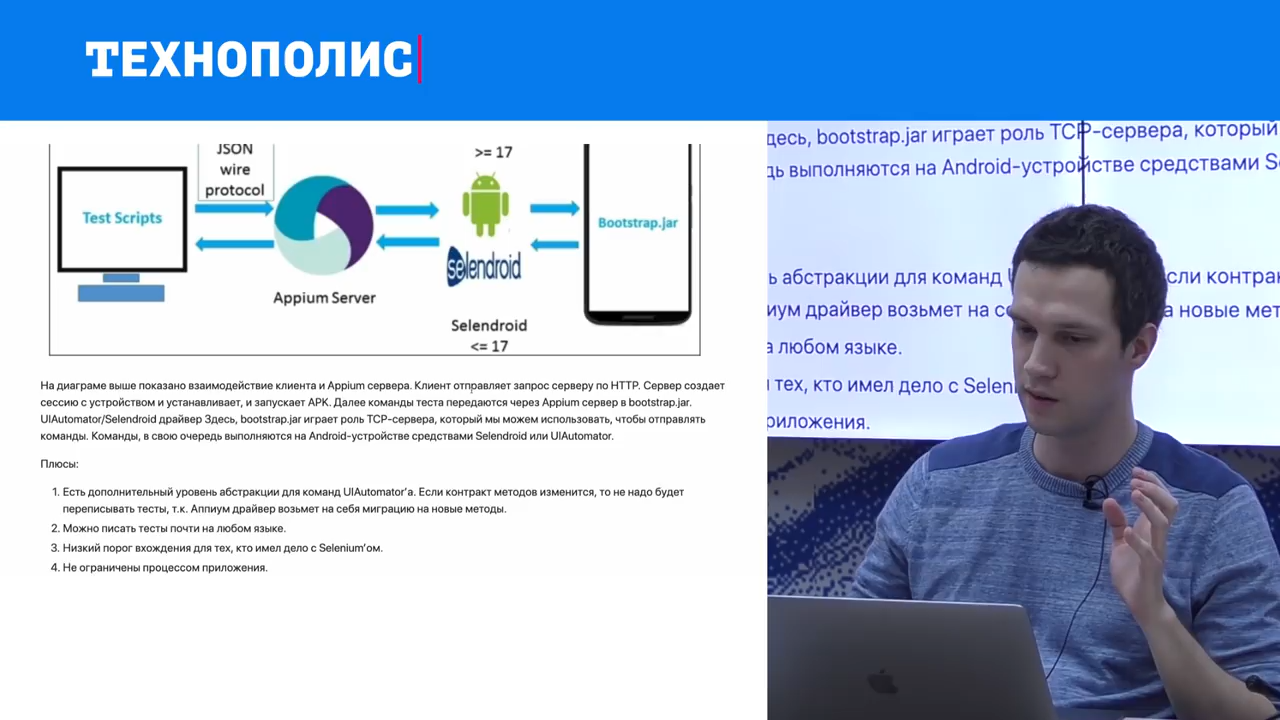 ТЕХНОПОЛИС
JSON
wire
protocol
>= 17
Test Scripts
Bootstrap.jar
selendroid
Appium Server
Selendroid
<= 17
На диаграме выше показано взаимодействие клиента и Appium сервера. Клиент отправляет запрос серверу по HTTP. Сервер создает
сессию с устройством и устанавливает, и запускает APK. Далее команды теста передаются через Appium сервер в bootstrap.jar.
UIAutomator/Selendroid драйвер Здесь, bootstrap.jar играет роль TCP-сервера, который мы можем использовать, чтобы отправлять
команды. Команды, в свою очередь выполняются на Android-устройстве средствами Selendroid или UIAutomator.
Плюсы:
1. Есть дополнительный уровень абстракции для команд UIAutomator'a. Если контракт методов изменится, то не надо будет
переписывать тесты, т.к. Аппиум драйвер возьмет на себя миграцию на новые методы.
2. Можно писать тесты почти на любом языке.
3. Низкий порог вхождения для тех, кто имел дело с Selenium'ом.
4. Не ограничены процессом приложения.
десь, bootstrap.jar играет роль TCP-сервера, который
дь выполняются на Android-устройстве средствами S
ь абстракции для команд сли контрак
иум драйвер возьмет на с а новые мет
а любом языке.
тех, кто имел дело с Selen
риложения.